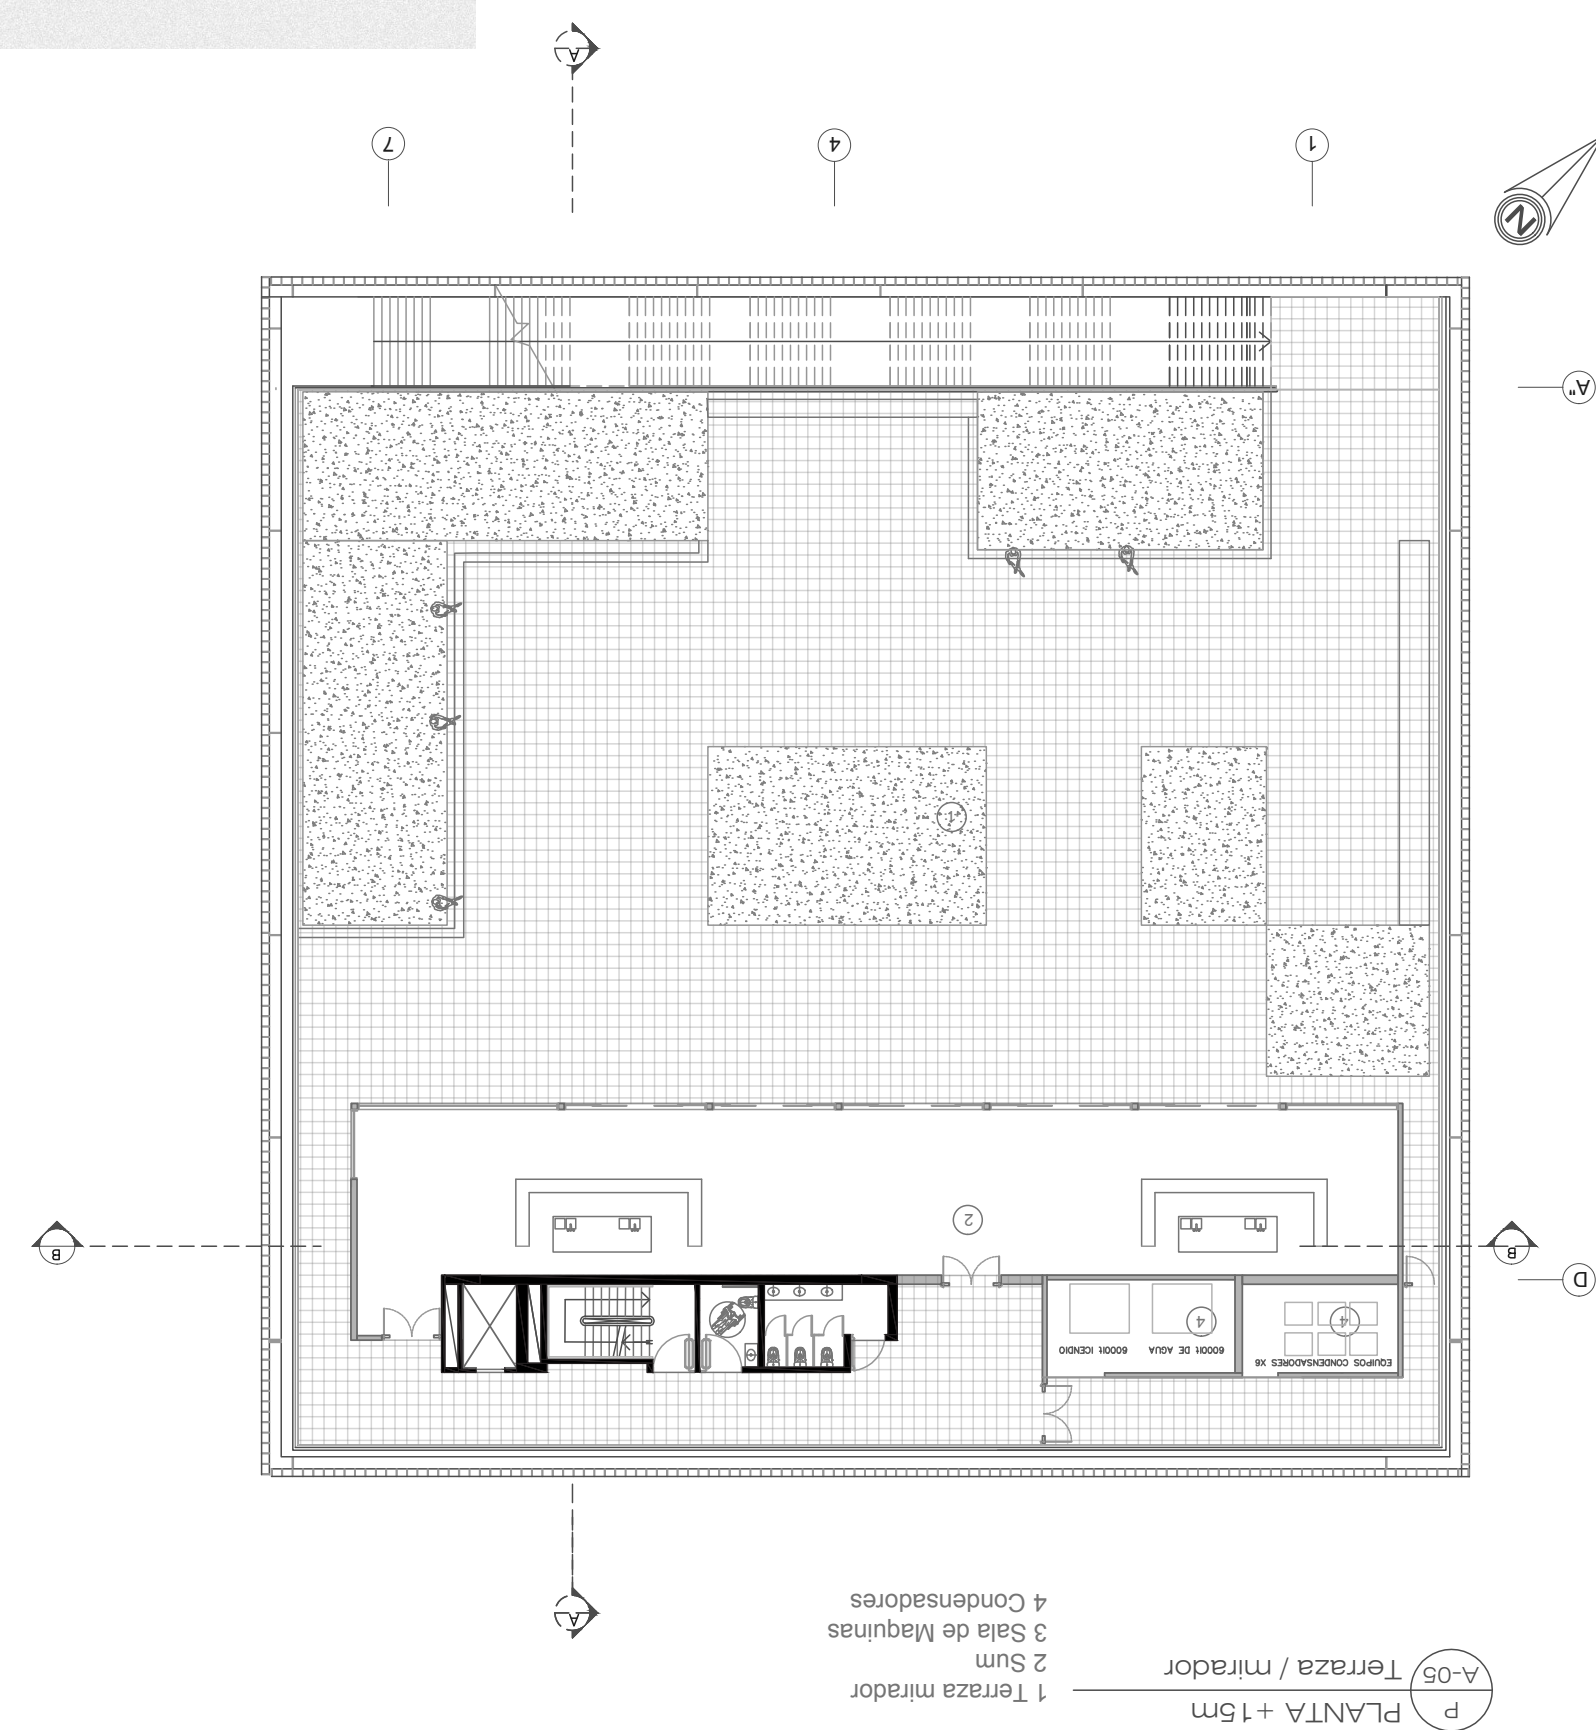 P
A-05
PLANTA +15m
Terraza / mirador
1 Terraza mirador
2 Sum
3 Sala de Maquinas
4 Condensadores
A
B
B
D
EQUIPOS CONDENSADORES X6
6000lt DE AGUA
6000lt ICENDIO
4
4
2
1
A"
N
1
4
7
A